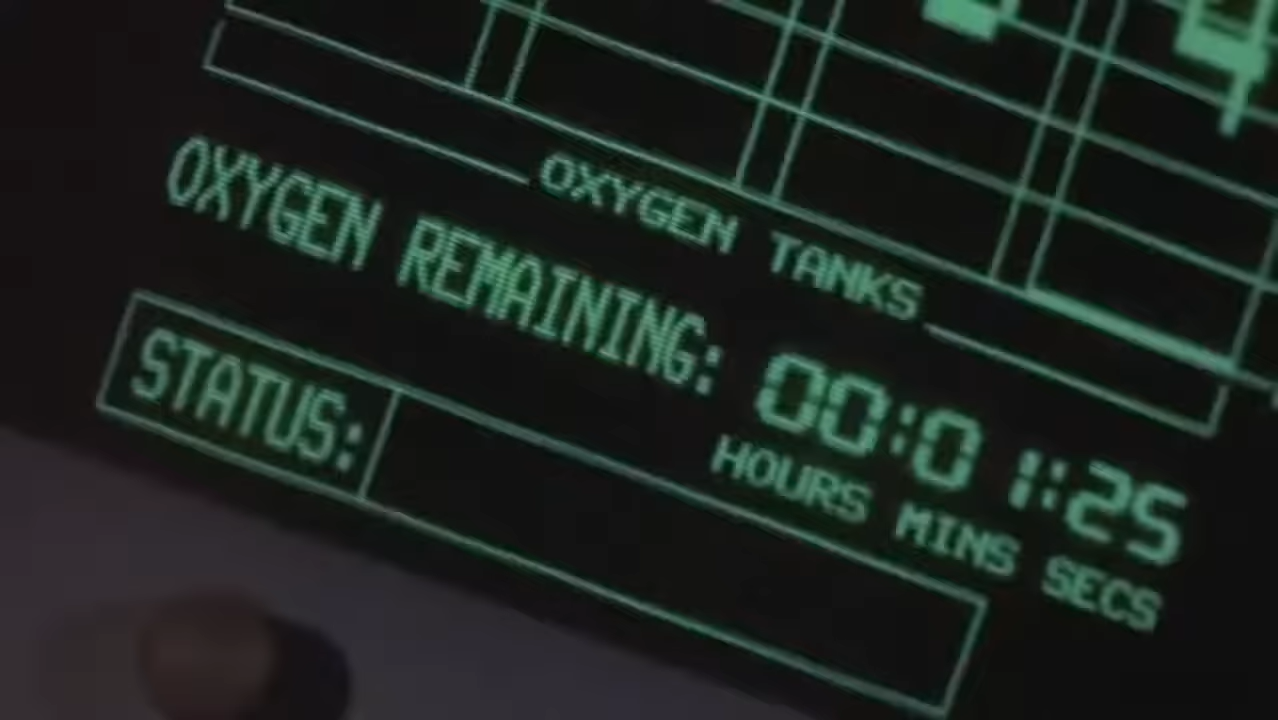 OXYGEN TANKS
OXYGEN REMAINING: 00:01:25
HOURS MINS SECS
STATUS: